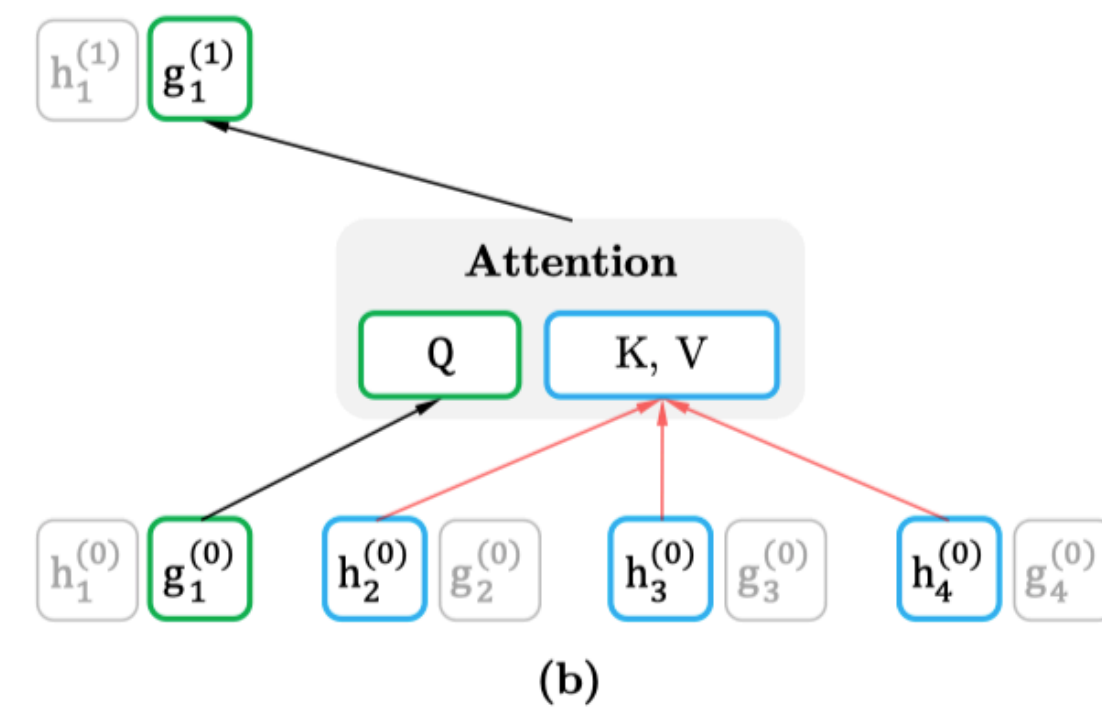 h₁⁽¹⁾ g₁⁽¹⁾
Attention
Q K, V
h₁⁽⁰⁾ g₁⁽⁰⁾ h₂⁽⁰⁾ g₂⁽⁰⁾ h₃⁽⁰⁾ g₃⁽⁰⁾ h₄⁽⁰⁾ g₄⁽⁰⁾
(b)